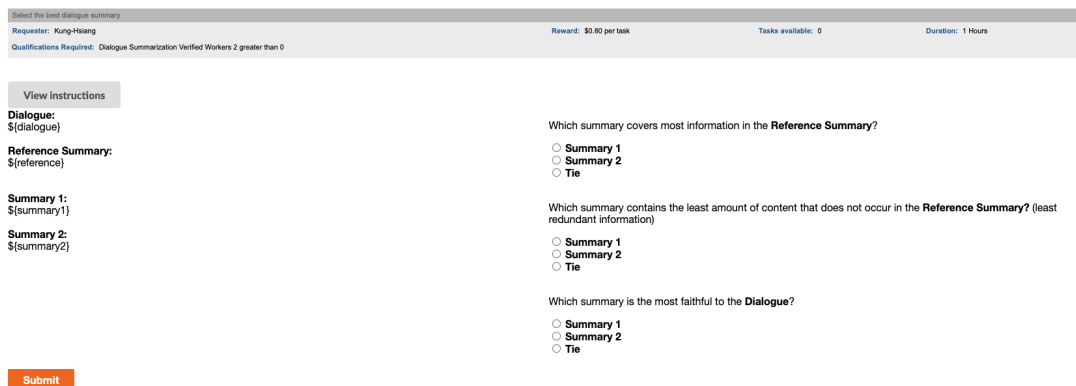 Select the best dialogue summary
Requester: Kung-Hsiang Reward: $0.80 per task Tasks available: 0 Duration: 1 Hours
Qualifications Required: Dialogue Summarization Verified Workers 2 greater than 0
View instructions
Dialogue:
${dialogue}
Reference Summary:
${reference}
Summary 1:
${summary1}
Summary 2:
${summary2}
Which summary covers most information in the Reference Summary?
Summary 1
Summary 2
Tie
Which summary contains the least amount of content that does not occur in the Reference Summary? (least
redundant information)
Summary 1
Summary 2
Tie
Which summary is the most faithful to the Dialogue?
Summary 1
Summary 2
Tie
Submit